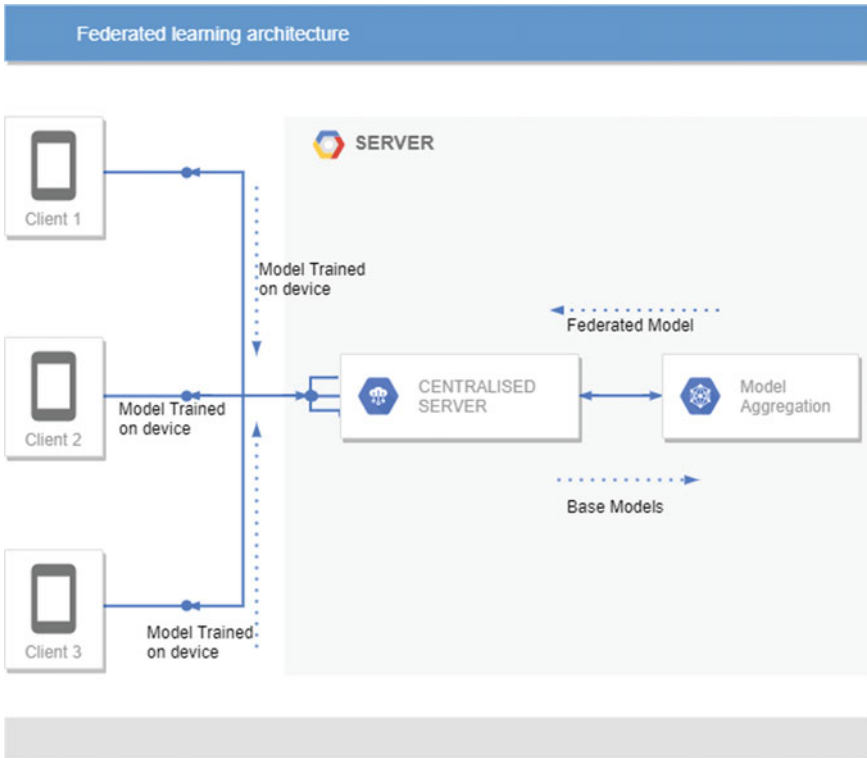 Federated learning architecture
SERVER
Client 1
Model Trained
on device
Federated Model
CENTRALISED
SERVER
Model
Aggregation
Model Trained
on device
Client 2
Base Models
Model Trained
on device
Client 3